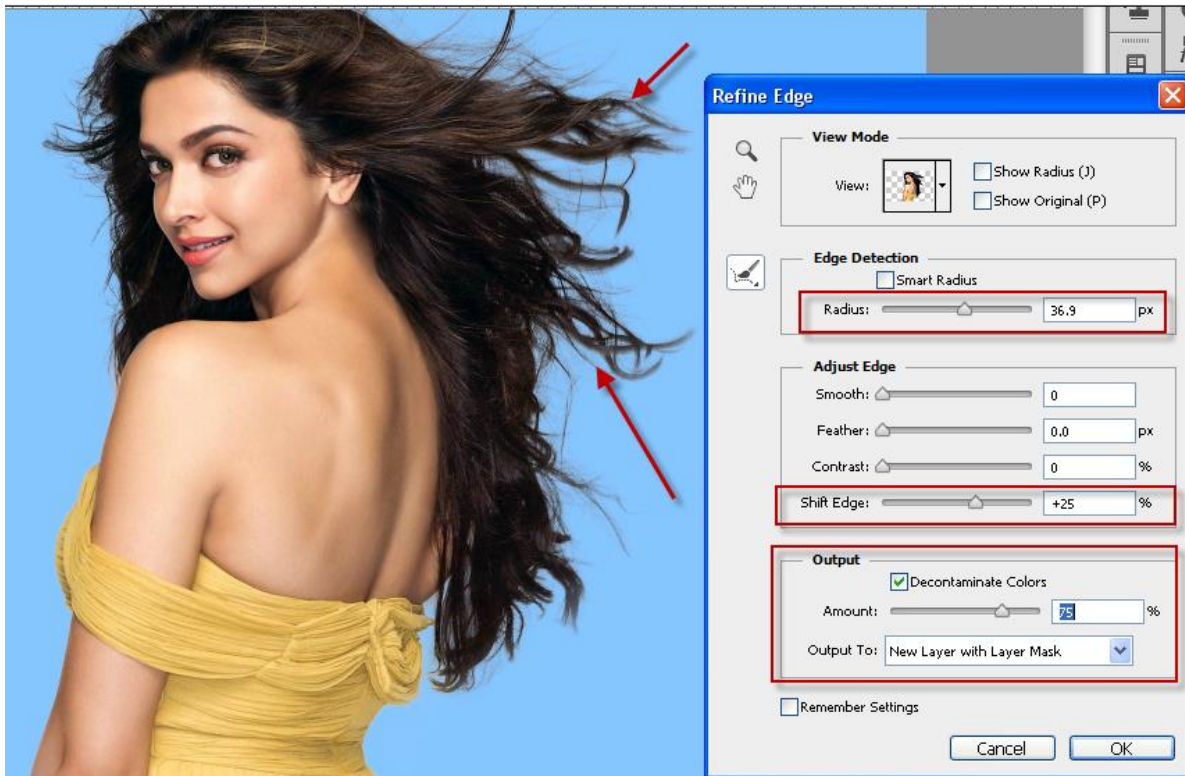 Refine Edge
View Mode
View:
Show Radius (J)
Show Original (P)
Edge Detection
Smart Radius
Radius: 36.9 px
Adjust Edge
Smooth: 0
Feather: 0.0 px
Contrast: 0 %
Shift Edge: +25 %
Output
Decontaminate Colors
Amount: 75 %
Output To: New Layer with Layer Mask
Remember Settings
Cancel OK